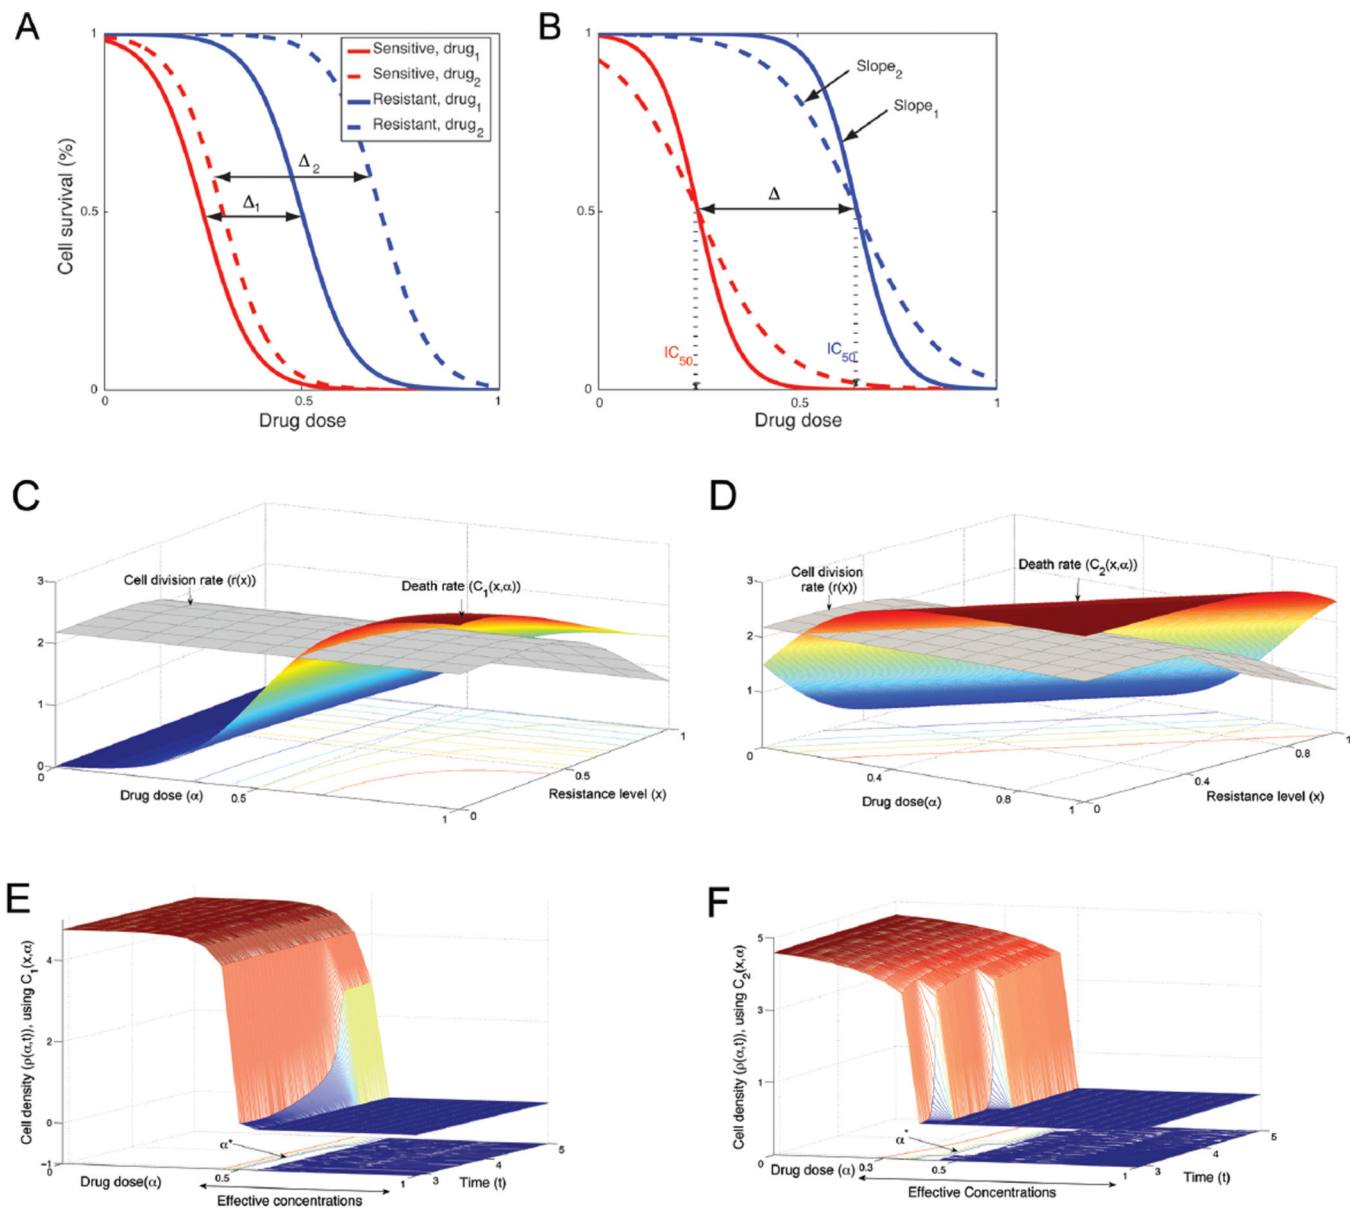 A
B
1
0.5
0
0
0.5
1
Cell survival (%)
Drug dose
Sensitive, drug1
Sensitive, drug2
Resistant, drug1
Resistant, drug2
Δ2
Δ1
1
0.5
0
0
0.5
1
Drug dose
Slope2
Slope1
Δ
IC50
IC50
C
D
3
2
1
0
0
0.5
1
0
0.5
1
Cell division rate (r(x))
Death rate (C1(x,α))
Drug dose (α)
Resistance level (x)
3
2
1
0
0
0.4
0.8
1
0
0.4
0.8
1
Cell division
rate (r(x))
Death rate (C2(x,α))
Drug dose(α)
Resistance level (x)
E
F
Cell density (ρ(α,t)), using C1(x,α)
4
2
0
−1
0
0.5
1
3
4
5
α*
Drug dose(α)
Time (t)
Effective concentrations
Cell density (ρ(α,t)), using C2(x,α)
5
3
1
0
0
0.3
0.5
1
3
4
5
α*
Drug dose (α)
Time (t)
Effective Concentrations